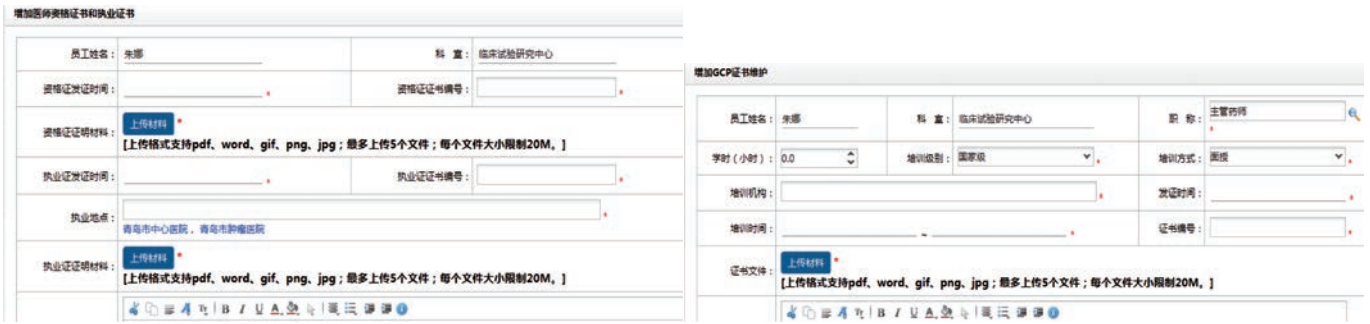 增加医师资格证书和执业证书
员工姓名： 朱娜 科 室： 临床试验研究中心
资格证发证时间： * 资格证证书编号： *
资格证证明材料： 上传材料 *
[上传格式支持pdf、word、gif、png、jpg；最多上传5个文件；每个文件大小限制20M。]
执业证发证时间： * 执业证证书编号： *
执业地点： *
青岛市中心医院 , 青岛市肿瘤医院
执业证证明材料： 上传材料 *
[上传格式支持pdf、word、gif、png、jpg；最多上传5个文件；每个文件大小限制20M。]
B I U A
增加GCP证书维护
员工姓名： 朱娜 科 室： 临床试验研究中心 职 称： 主管药师 *
学时（小时）： 0.0 培训级别： 国家级 * 培训方式： 面授 *
培训机构： * 发证时间： *
培训时间： ~ * 证书编号： *
证书文件： 上传材料 *
[上传格式支持pdf、word、gif、png、jpg；最多上传5个文件；每个文件大小限制20M。]
B I U A